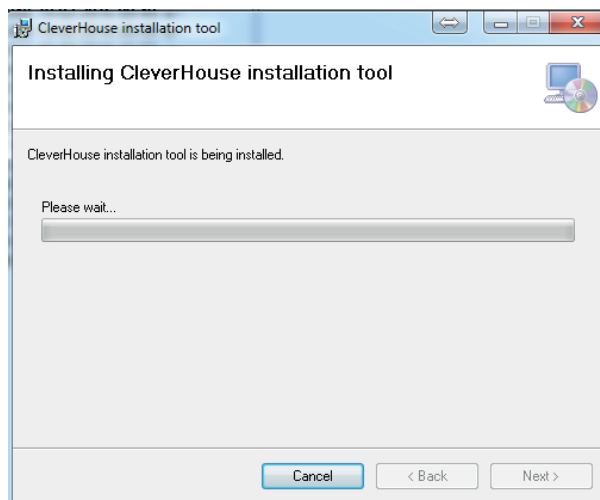 CleverHouse installation tool
Installing CleverHouse installation tool
CleverHouse installation tool is being installed.
Please wait...
Cancel
< Back
Next >